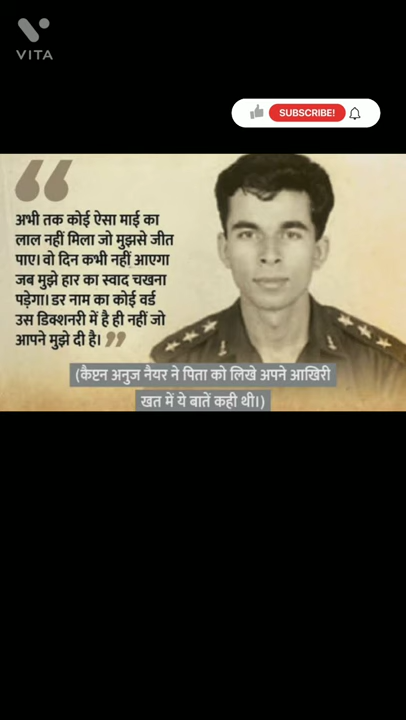 VITA
SUBSCRIBE!
अभी तक कोई ऐसा माई का
लाल नहीं मिला जो मुझसे जीत
पाए। वो दिन कभी नहीं आएगा
जब मुझे हार का स्वाद चखना
पड़ेगा। डर नाम का कोई वर्ड
उस डिक्शनरी में है ही नहीं जो
आपने मुझे दी है।
(कैप्टन अनुज नैयर ने पिता को लिखे अपने आखिरी
खत में ये बातें कही थी।)